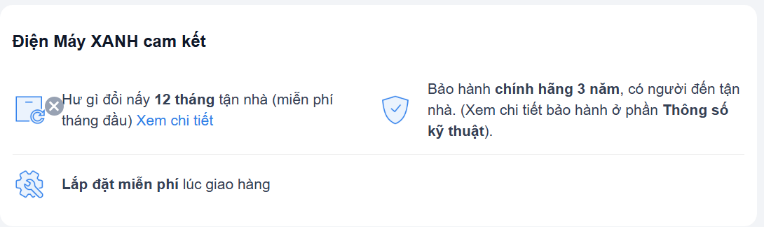 Điện Máy XANH cam kết
Hư gì đổi nấy 12 tháng tận nhà (miễn phí
tháng đầu) Xem chi tiết
Bảo hành chính hãng 3 năm, có người đến tận
nhà. (Xem chi tiết bảo hành ở phần Thông số
kỹ thuật).
Lắp đặt miễn phí lúc giao hàng